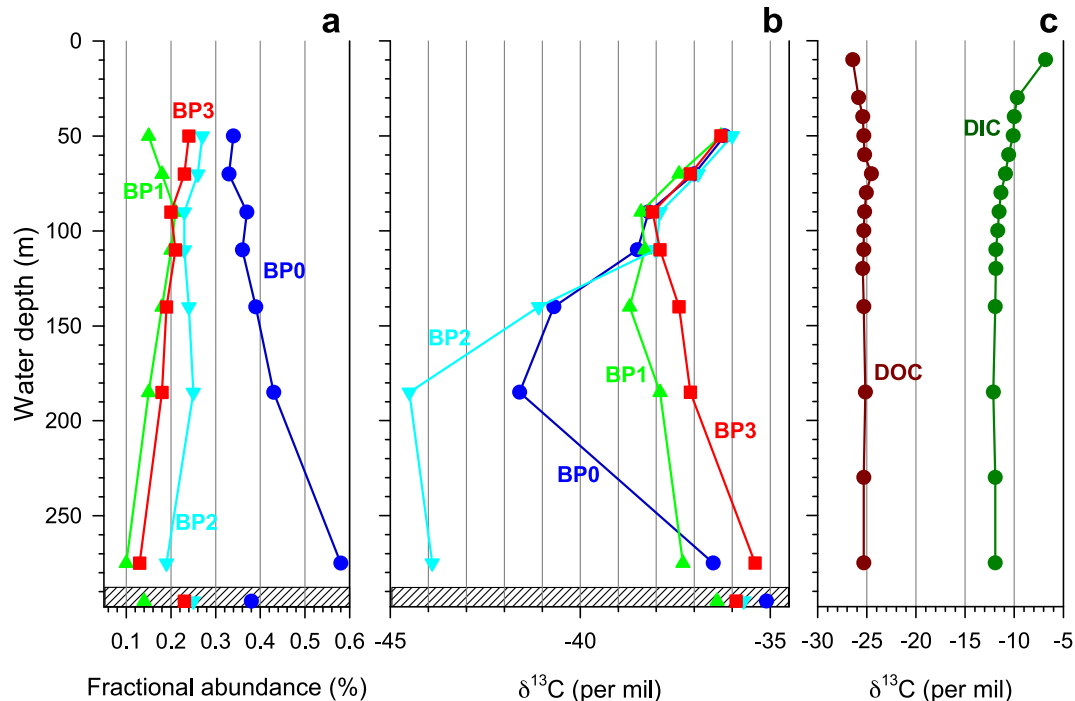 a
b
c
0
50
100
150
200
250
Water depth (m)
BP3
BP1
BP0
BP2
BP2
BP1
BP3
BP0
DIC
DOC
0.1 0.2 0.3 0.4 0.5 0.6
-45 -40 -35
-30 -25 -20 -15 -10 -5
Fractional abundance (%)
δ¹³C (per mil)
δ¹³C (per mil)